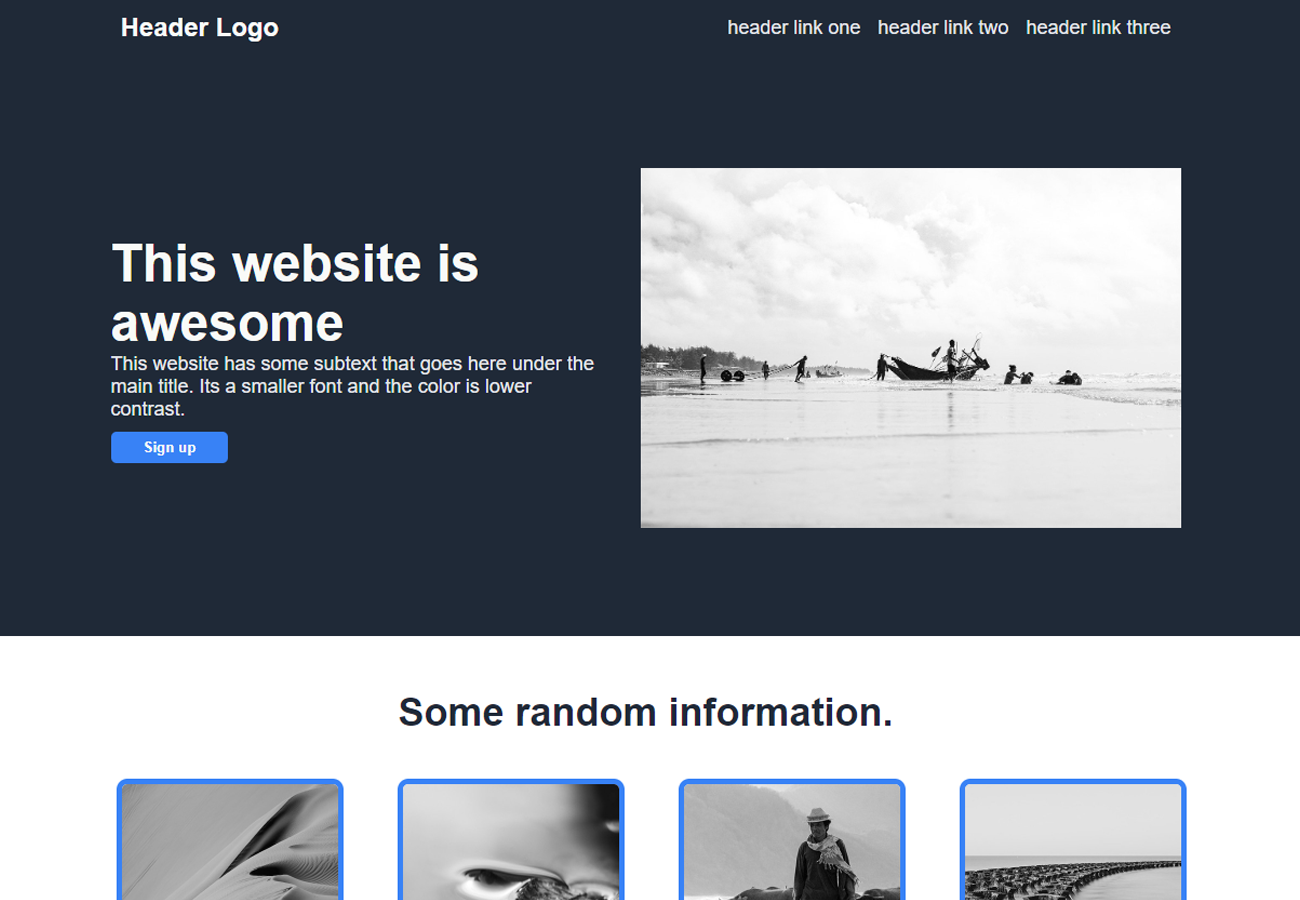 Header Logo
header link one header link two header link three
This website is
awesome
This website has some subtext that goes here under the
main title. Its a smaller font and the color is lower
contrast.
Sign up
Some random information.